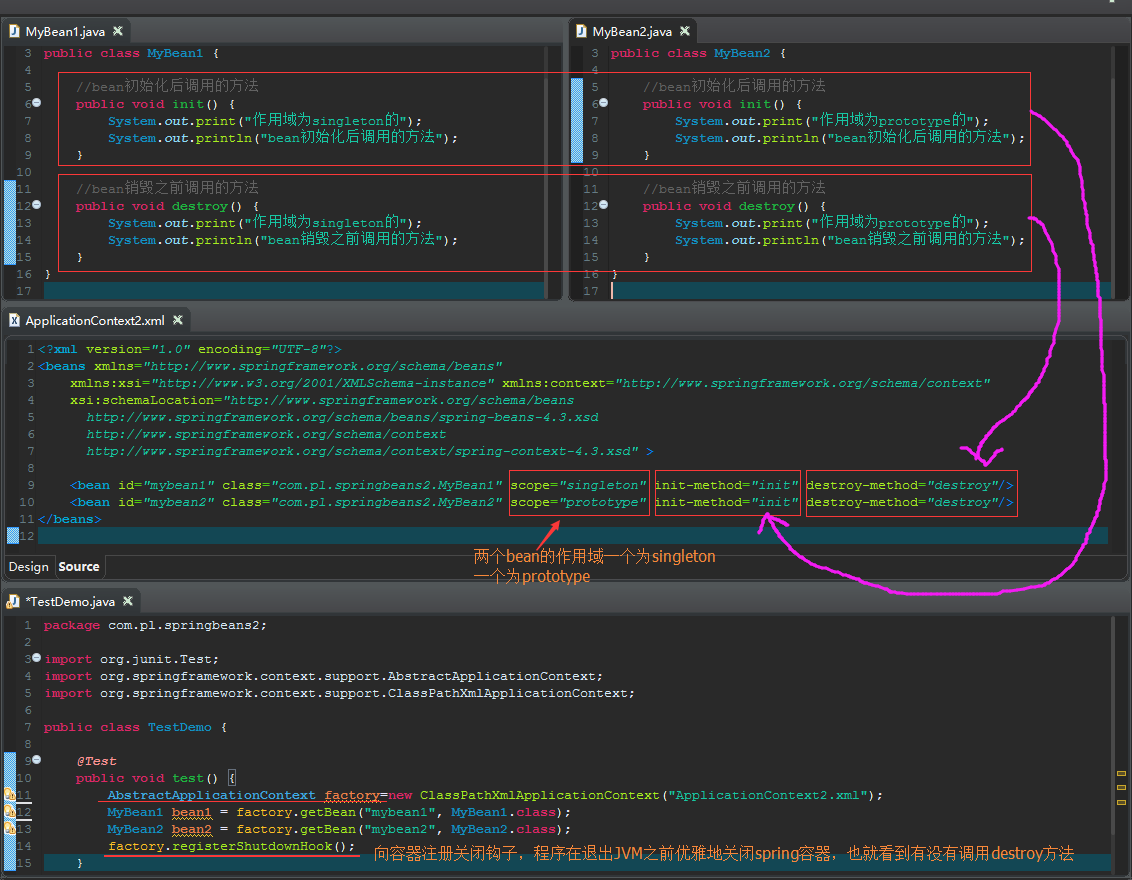 MyBean1.java
3 public class MyBean1 {
4
5 //bean初始化后调用的方法
6 public void init() {
7 System.out.print("作用域为singleton的");
8 System.out.println("bean初始化后调用的方法");
9 }
10
11 //bean销毁之前调用的方法
12 public void destroy() {
13 System.out.print("作用域为singleton的");
14 System.out.println("bean销毁之前调用的方法");
15 }
16 }
17
MyBean2.java
3 public class MyBean2 {
4
5 //bean初始化后调用的方法
6 public void init() {
7 System.out.print("作用域为prototype的");
8 System.out.println("bean初始化后调用的方法");
9 }
10
11 //bean销毁之前调用的方法
12 public void destroy() {
13 System.out.print("作用域为prototype的");
14 System.out.println("bean销毁之前调用的方法");
15 }
16 }
17
ApplicationContext2.xml
1 <?xml version="1.0" encoding="UTF-8"?>
2 <beans xmlns="http://www.springframework.org/schema/beans"
3 xmlns:xsi="http://www.w3.org/2001/XMLSchema-instance" xmlns:context="http://www.springframework.org/schema/context"
4 xsi:schemaLocation="http://www.springframework.org/schema/beans
5 http://www.springframework.org/schema/beans/spring-beans-4.3.xsd
6 http://www.springframework.org/schema/context
7 http://www.springframework.org/schema/context/spring-context-4.3.xsd" >
8
9 <bean id="mybean1" class="com.pl.springbeans2.MyBean1" scope="singleton" init-method="init" destroy-method="destroy"/>
10 <bean id="mybean2" class="com.pl.springbeans2.MyBean2" scope="prototype" init-method="init" destroy-method="destroy"/>
11 </beans>
12
两个bean的作用域一个为singleton
一个为prototype
Design Source
*TestDemo.java
1 package com.pl.springbeans2;
2
3 import org.junit.Test;
4 import org.springframework.context.support.AbstractApplicationContext;
5 import org.springframework.context.support.ClassPathXmlApplicationContext;
6
7 public class TestDemo {
8
9 @Test
10 public void test() {
11 AbstractApplicationContext factory=new ClassPathXmlApplicationContext("ApplicationContext2.xml");
12 MyBean1 bean1 = factory.getBean("mybean1", MyBean1.class);
13 MyBean2 bean2 = factory.getBean("mybean2", MyBean2.class);
14 factory.registerShutdownHook(); 向容器注册关闭钩子，程序在退出JVM之前优雅地关闭spring容器，也就看到有没有调用destroy方法
15 }